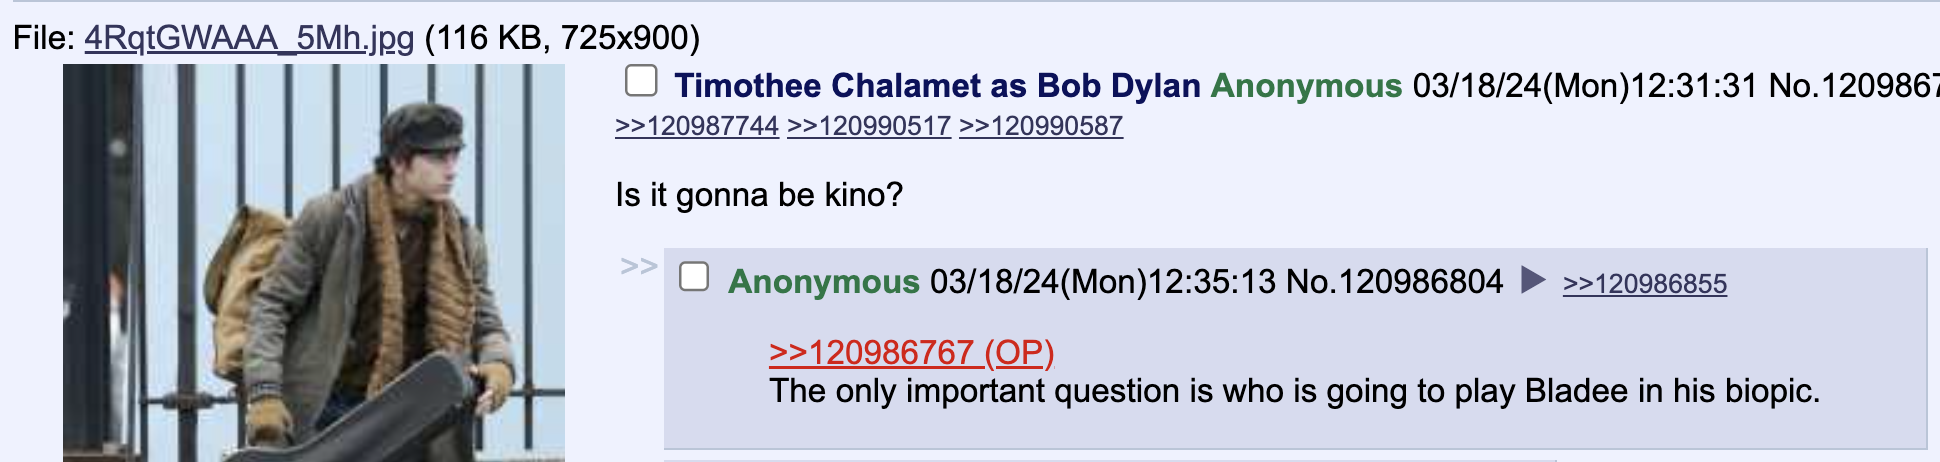 File: 4RqtGWAAA_5Mh.jpg (116 KB, 725x900)
Timothee Chalamet as Bob Dylan Anonymous 03/18/24(Mon)12:31:31 No.120986
>>120987744 >>120990517 >>120990587
Is it gonna be kino?
>> Anonymous 03/18/24(Mon)12:35:13 No.120986804 ▶ >>120986855
>>120986767 (OP)
The only important question is who is going to play Bladee in his biopic.